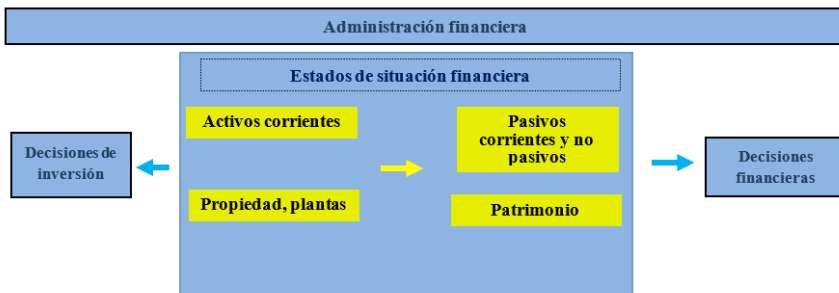 Administración financiera
Estados de situación financiera
Activos corrientes
Pasivos
corrientes y no
pasivos
Decisiones de
inversión
Decisiones
financieras
Propiedad, plantas
Patrimonio